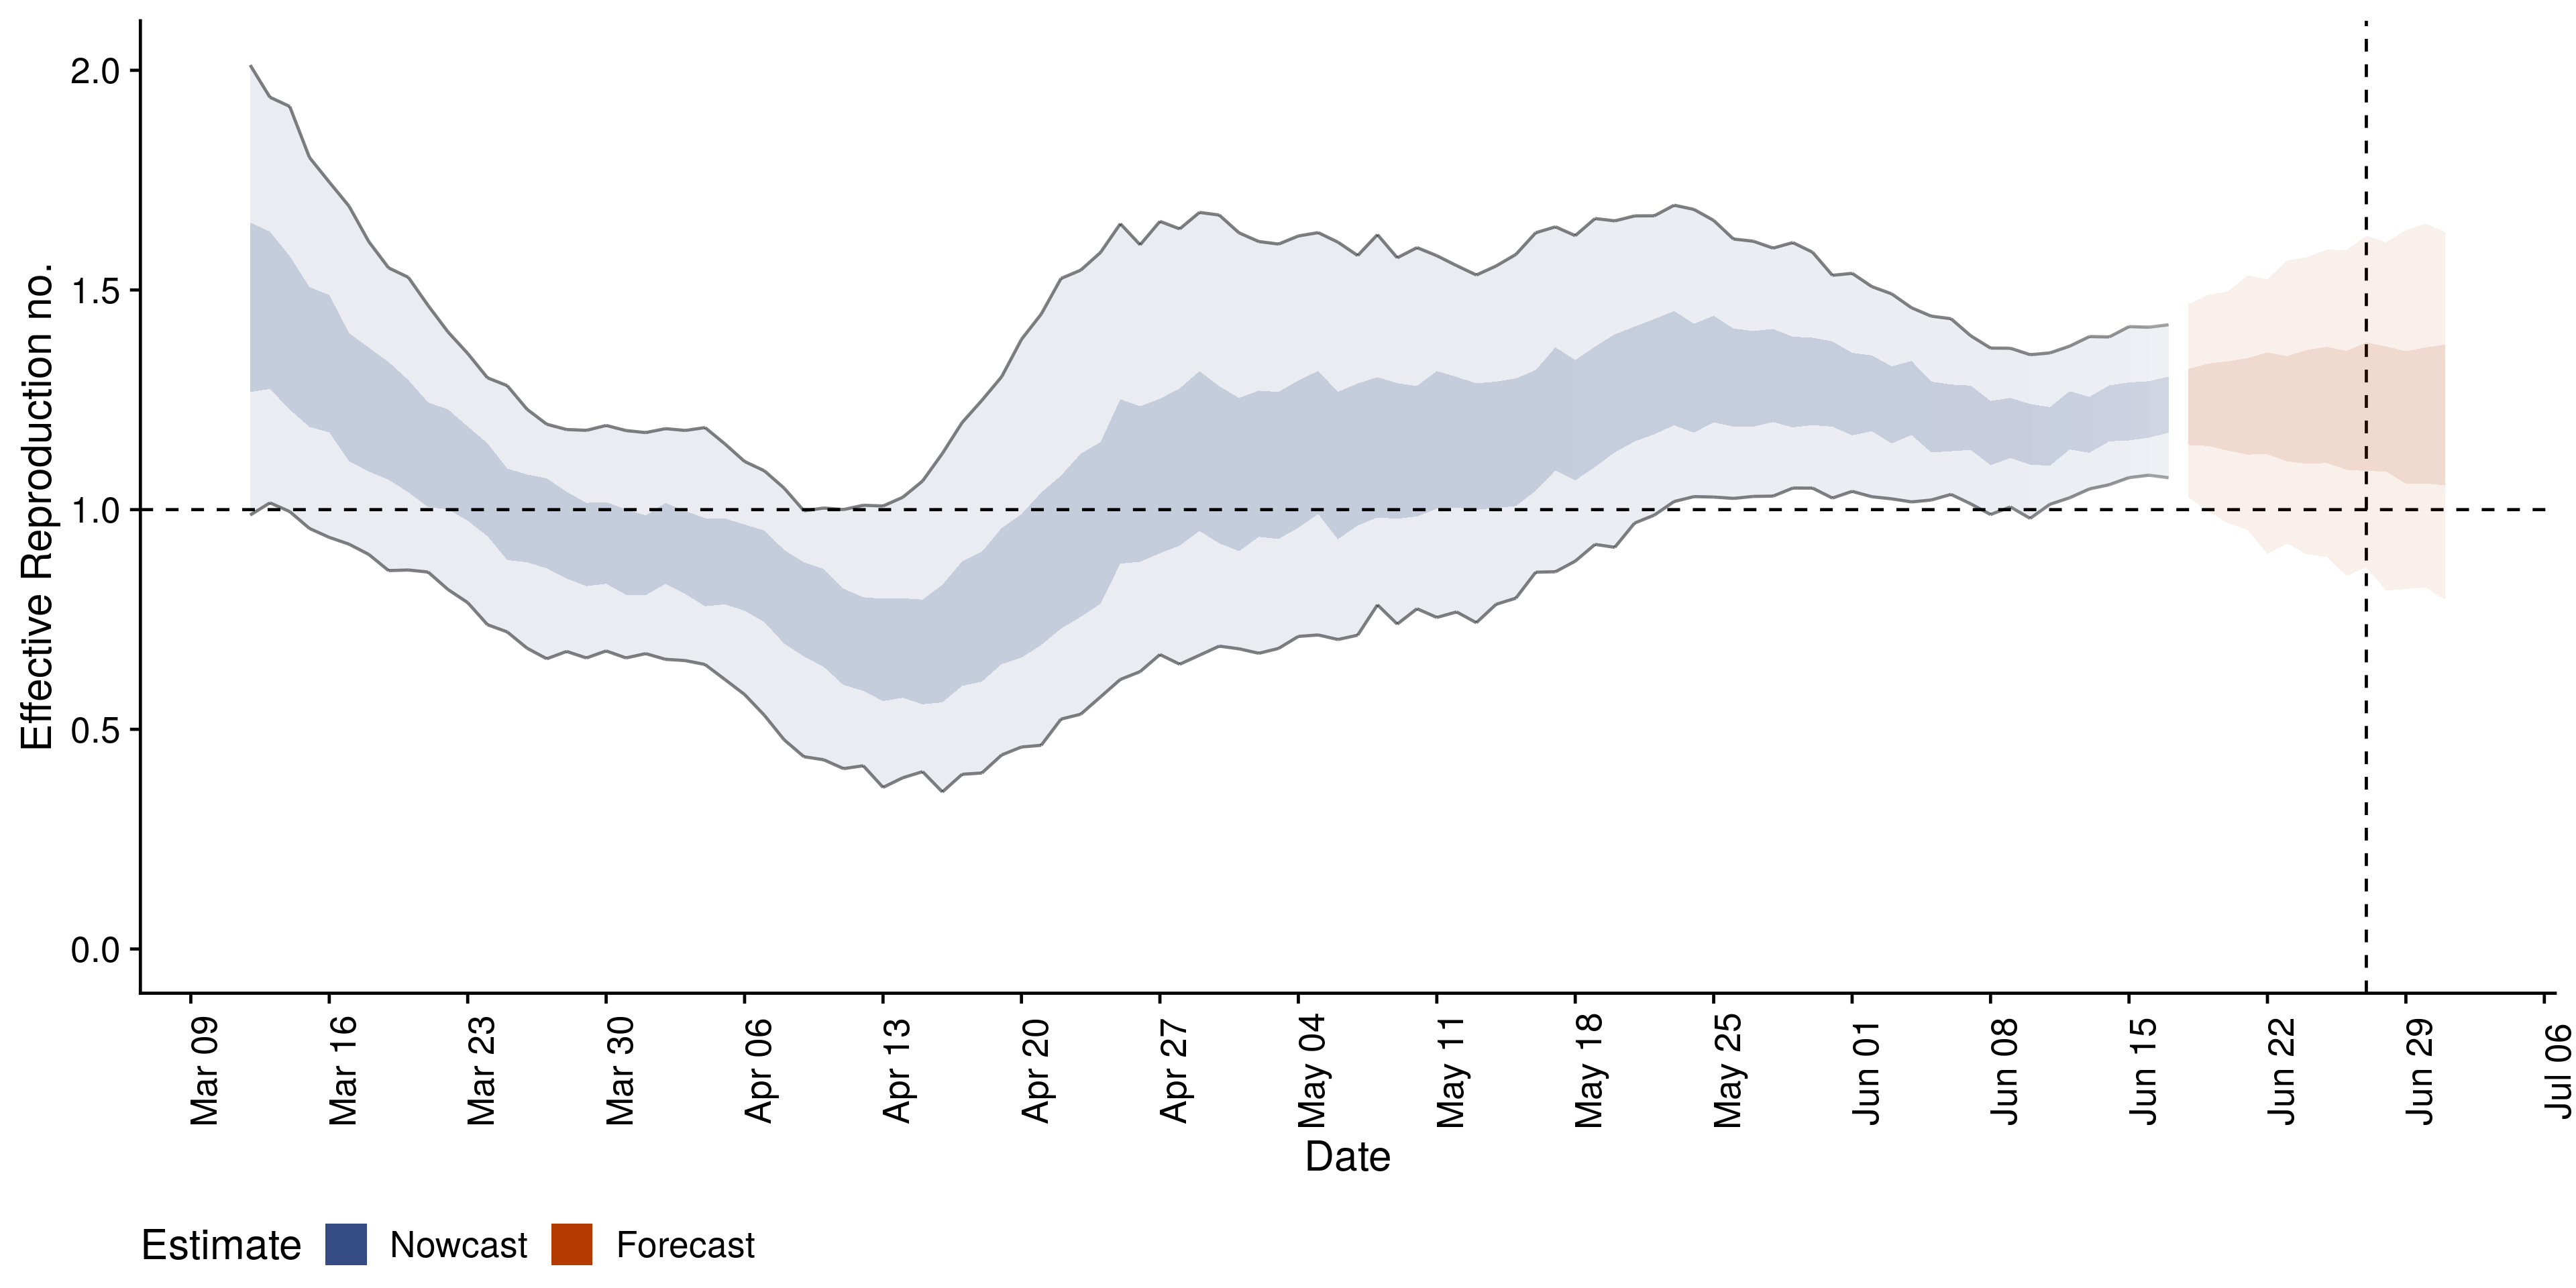 Effective Reproduction no.
2.0
1.5
1.0
0.5
0.0
Mar 09
Mar 16
Mar 23
Mar 30
Apr 06
Apr 13
Apr 20
Apr 27
May 04
May 11
May 18
May 25
Jun 01
Jun 08
Jun 15
Jun 22
Jun 29
Jul 06
Date
Estimate Nowcast Forecast